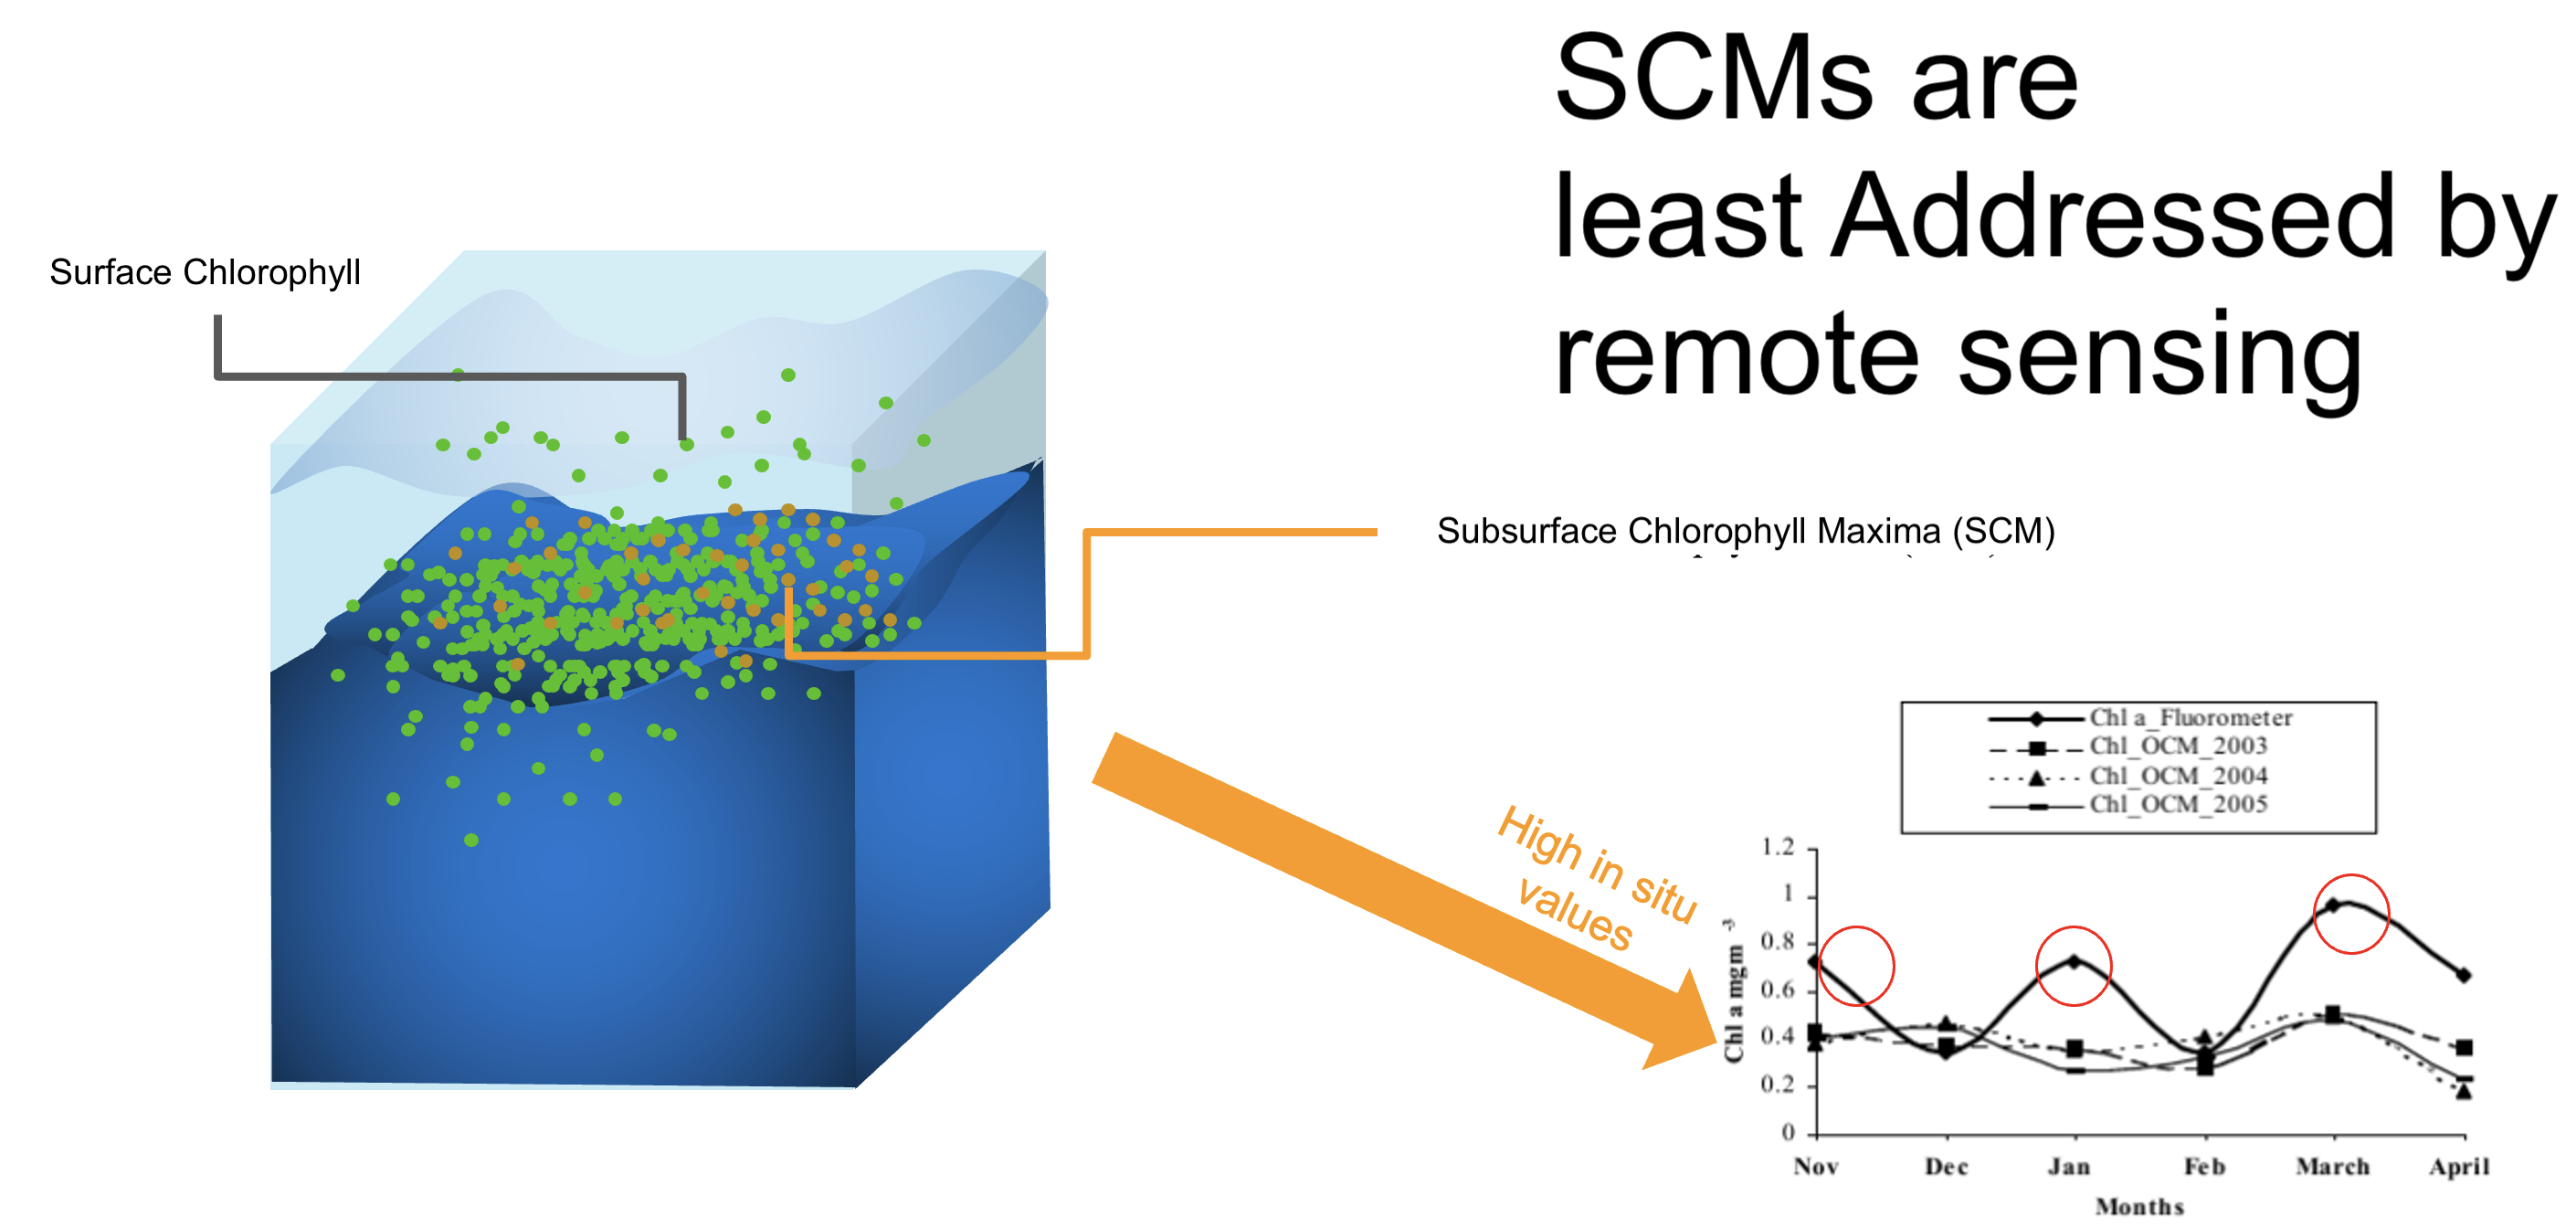 SCMs are
least Addressed by
remote sensing
Surface Chlorophyll
Subsurface Chlorophyll Maxima (SCM)
High in situ
values
Chl a_Fluorometer
Chl_OCM_2003
Chl_OCM_2004
Chl_OCM_2005
Chl a mgm -3
1.2
1
0.8
0.6
0.4
0.2
0
Nov Dec Jan Feb March April
Months